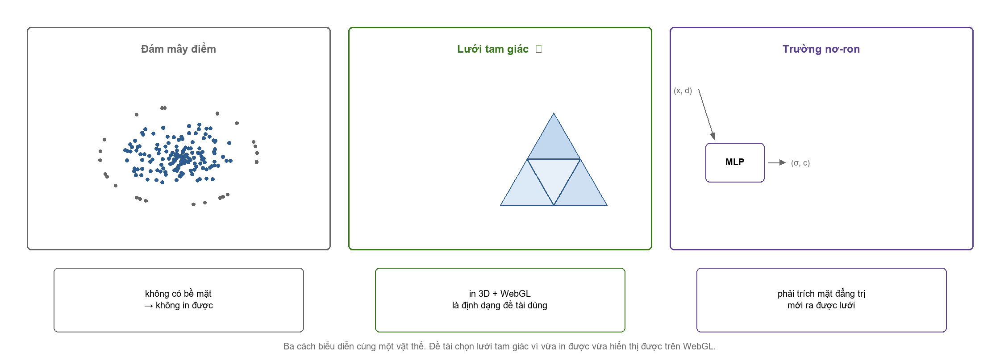 Đám mây điểm
Lưới tam giác
Trường nơ-ron
(x, d)
MLP
(σ, c)
không có bề mặt
→ không in được
in 3D + WebGL
là định dạng đề tài dùng
phải trích mặt đẳng trị
mới ra được lưới
Ba cách biểu diễn cùng một vật thể. Đề tài chọn lưới tam giác vì vừa in được vừa hiển thị được trên WebGL.